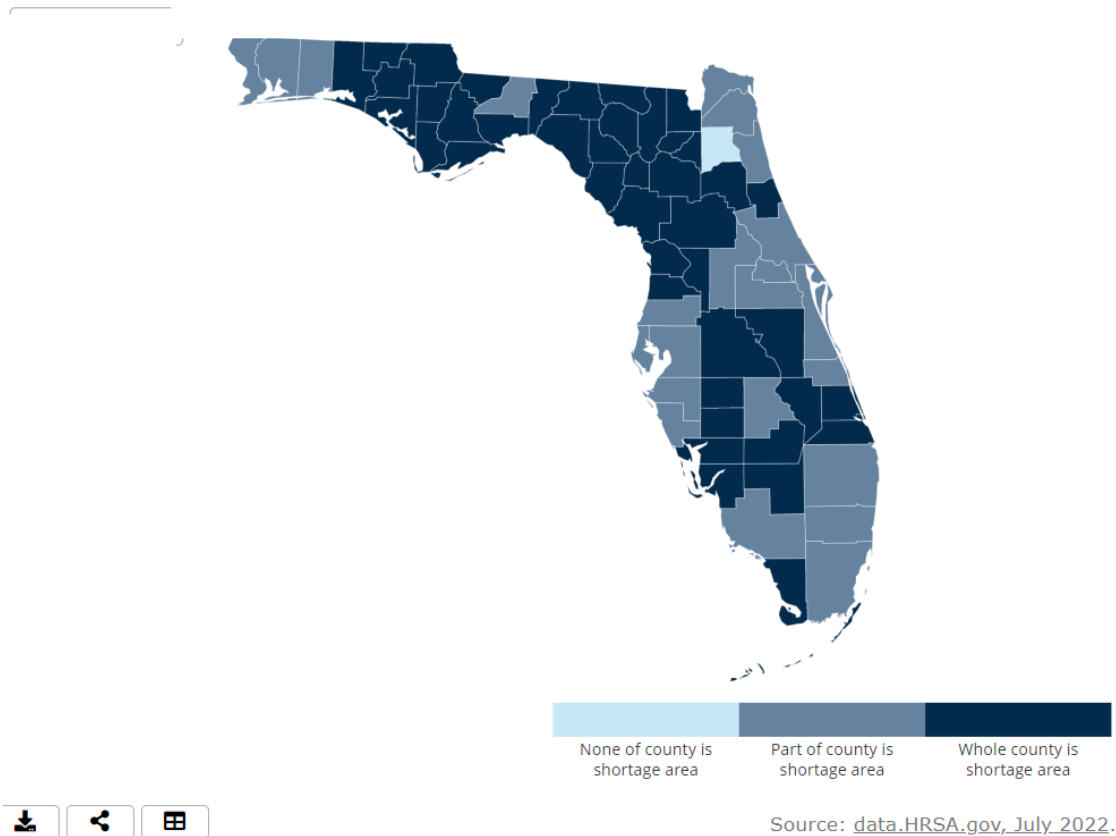 None of county is
shortage area
Part of county is
shortage area
Whole county is
shortage area
Source: data.HRSA.gov, July 2022.